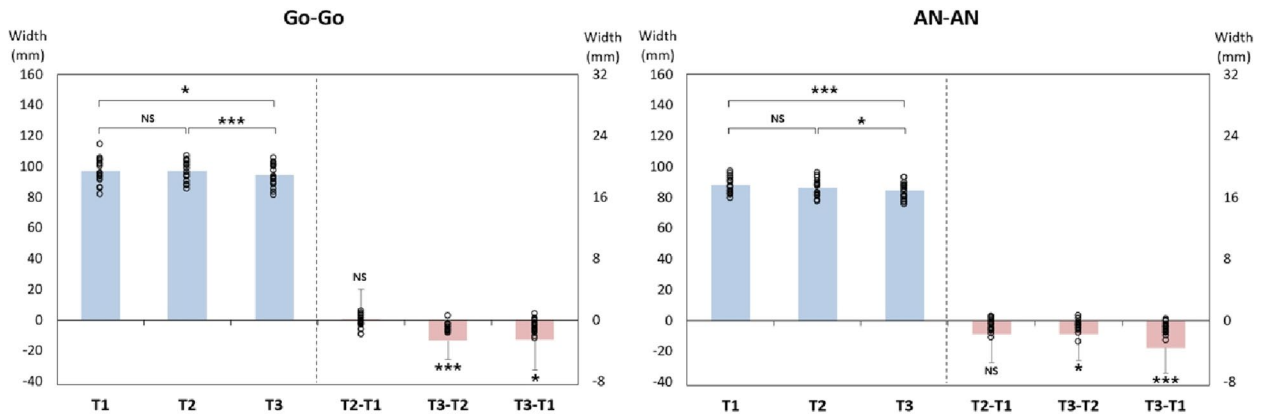 Go-Go
Width
(mm)
Width
(mm)
160
140
120
100
80
60
40
20
0
-20
-40
32
24
16
8
0
-8
*
NS
***
NS
***
*
T1
T2
T3
T2-T1
T3-T2
T3-T1
AN-AN
Width
(mm)
Width
(mm)
160
140
120
100
80
60
40
20
0
-20
-40
32
24
16
8
0
-8
***
NS
*
NS
*
***
T1
T2
T3
T2-T1
T3-T2
T3-T1